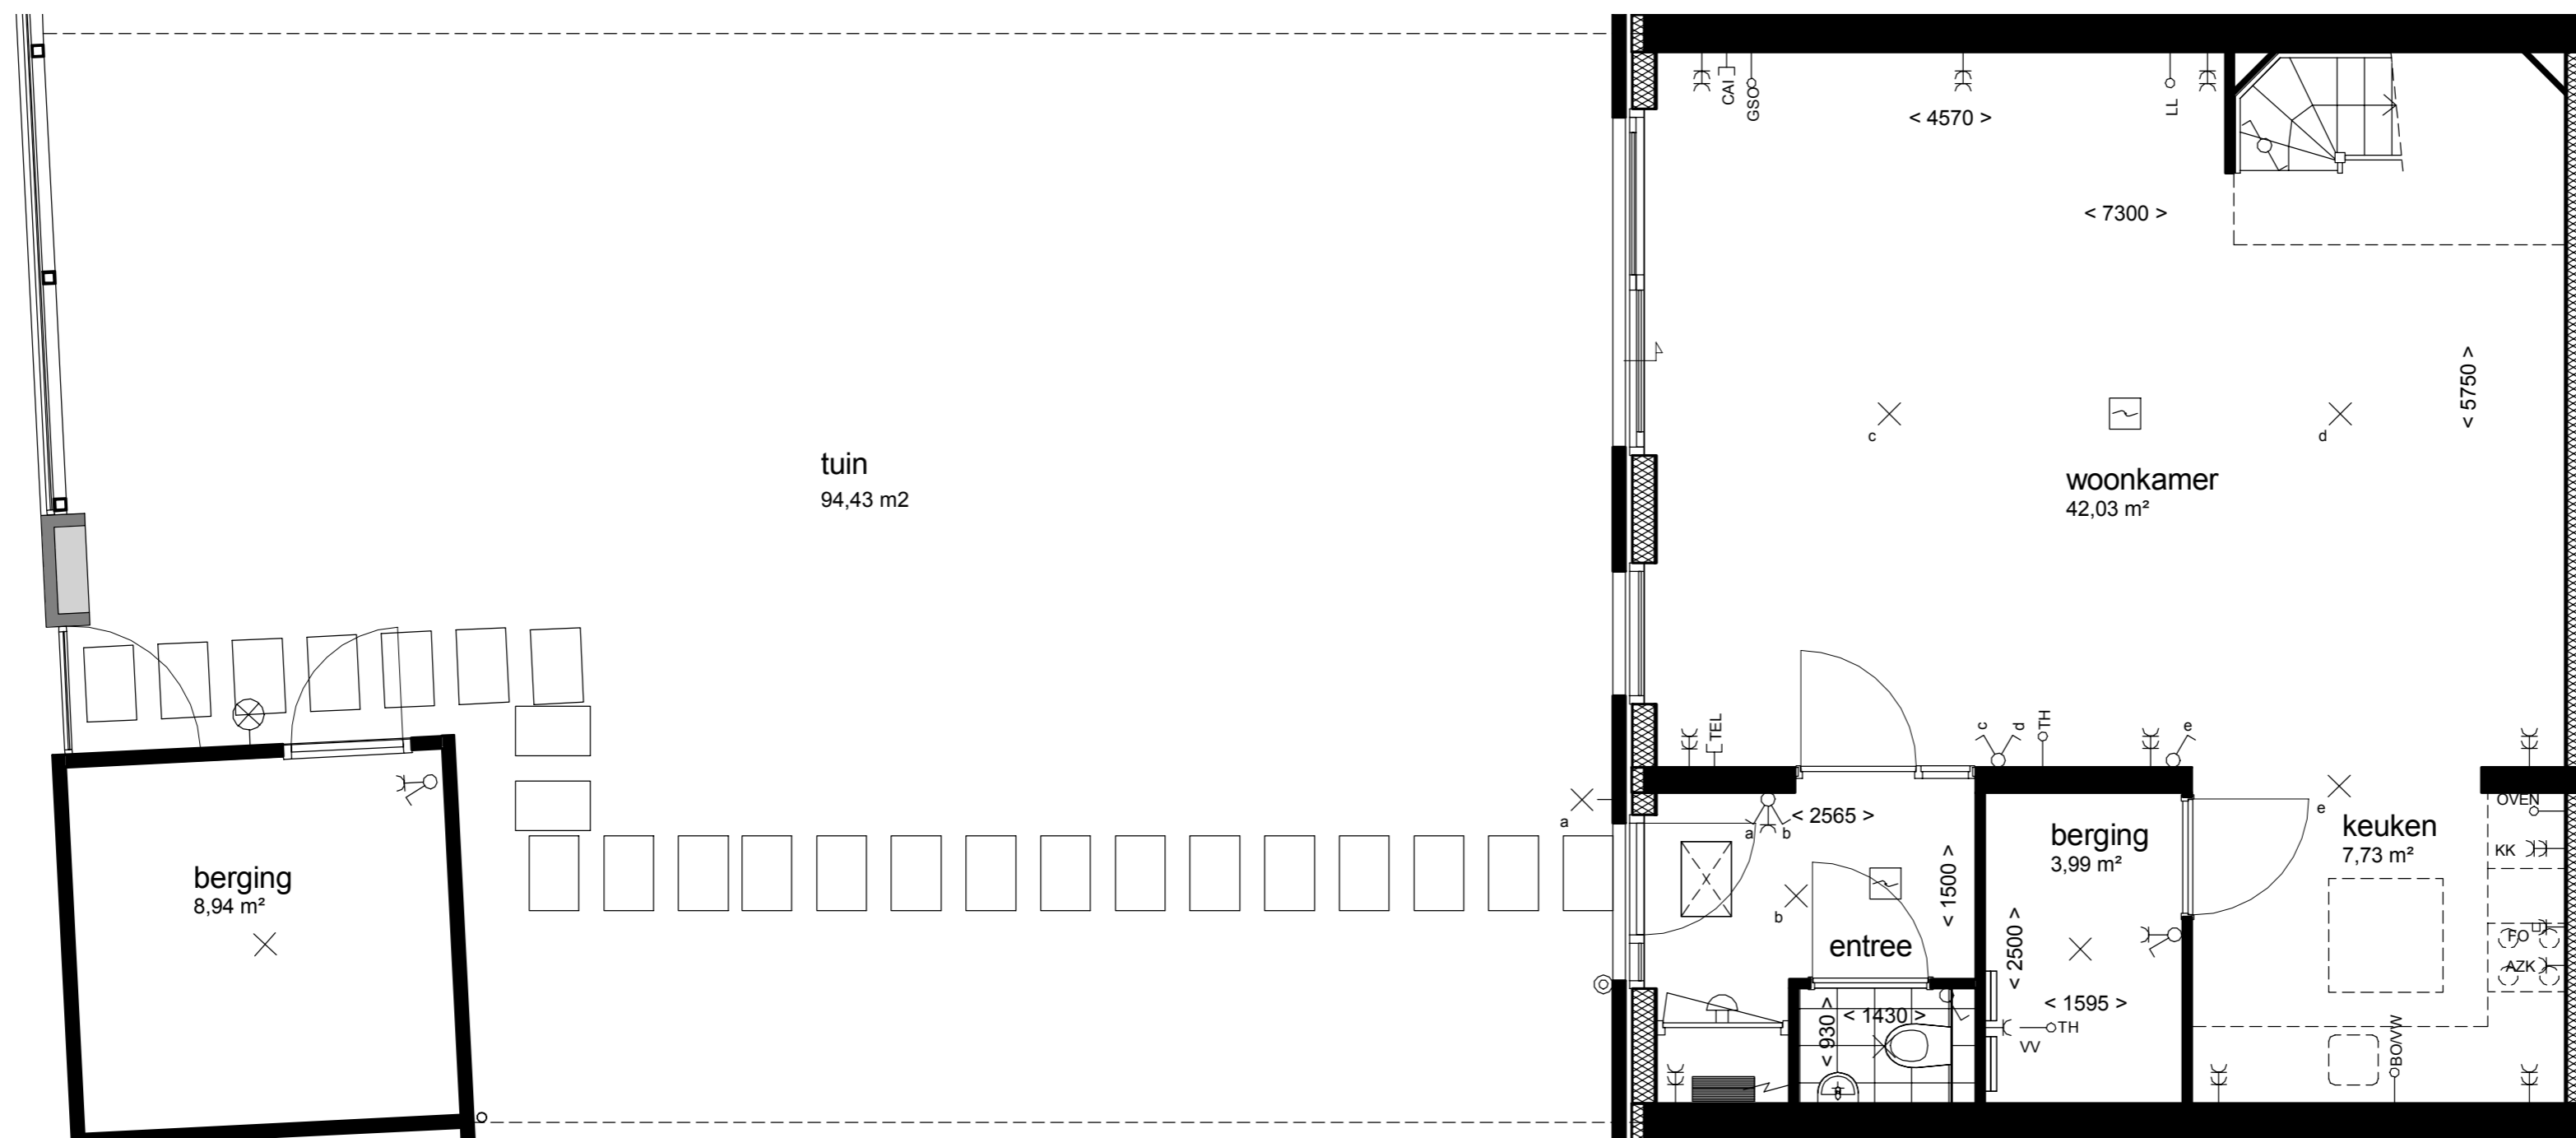 CAI
GSO
< 4570 >
LL
< 7300 >
< 5750 >
c
d
tuin
94,43 m2
woonkamer
42,03 m²
TEL
c
d
TH
e
a
a
b
< 2565 >
e
OVEN
keuken
7,73 m²
berging
3,99 m²
KK
berging
8,94 m²
b
< 1500 >
entree
FO
AZK
< 2500 >
< 1595 >
< 930 >
< 1430 >
TH
VV
BO/VW